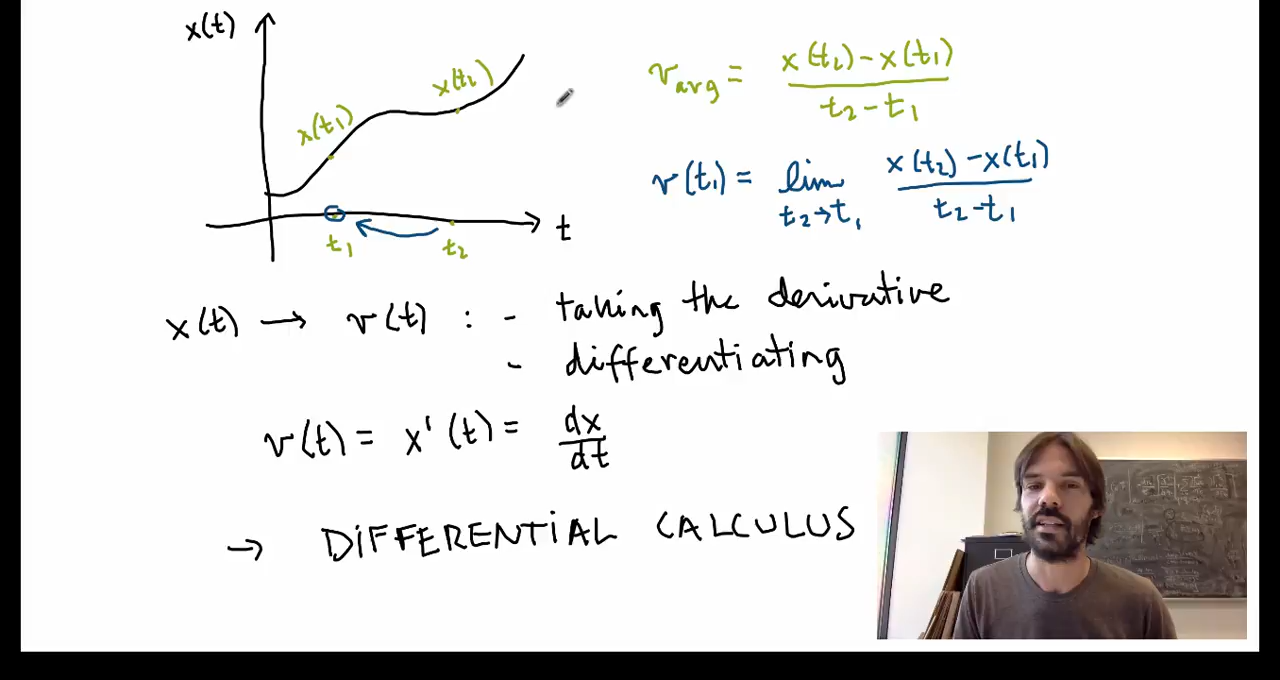 x(t)
x(t₁)
x(t₂)
t₁
t₂
t
v_avg = (x(t₂) - x(t₁)) / (t₂ - t₁)
v(t₁) = lim_{t₂→t₁} (x(t₂) - x(t₁)) / (t₂ - t₁)
x(t) → v(t) : - taking the derivative
- differentiating
v(t) = x'(t) = dx/dt
→ DIFFERENTIAL CALCULUS